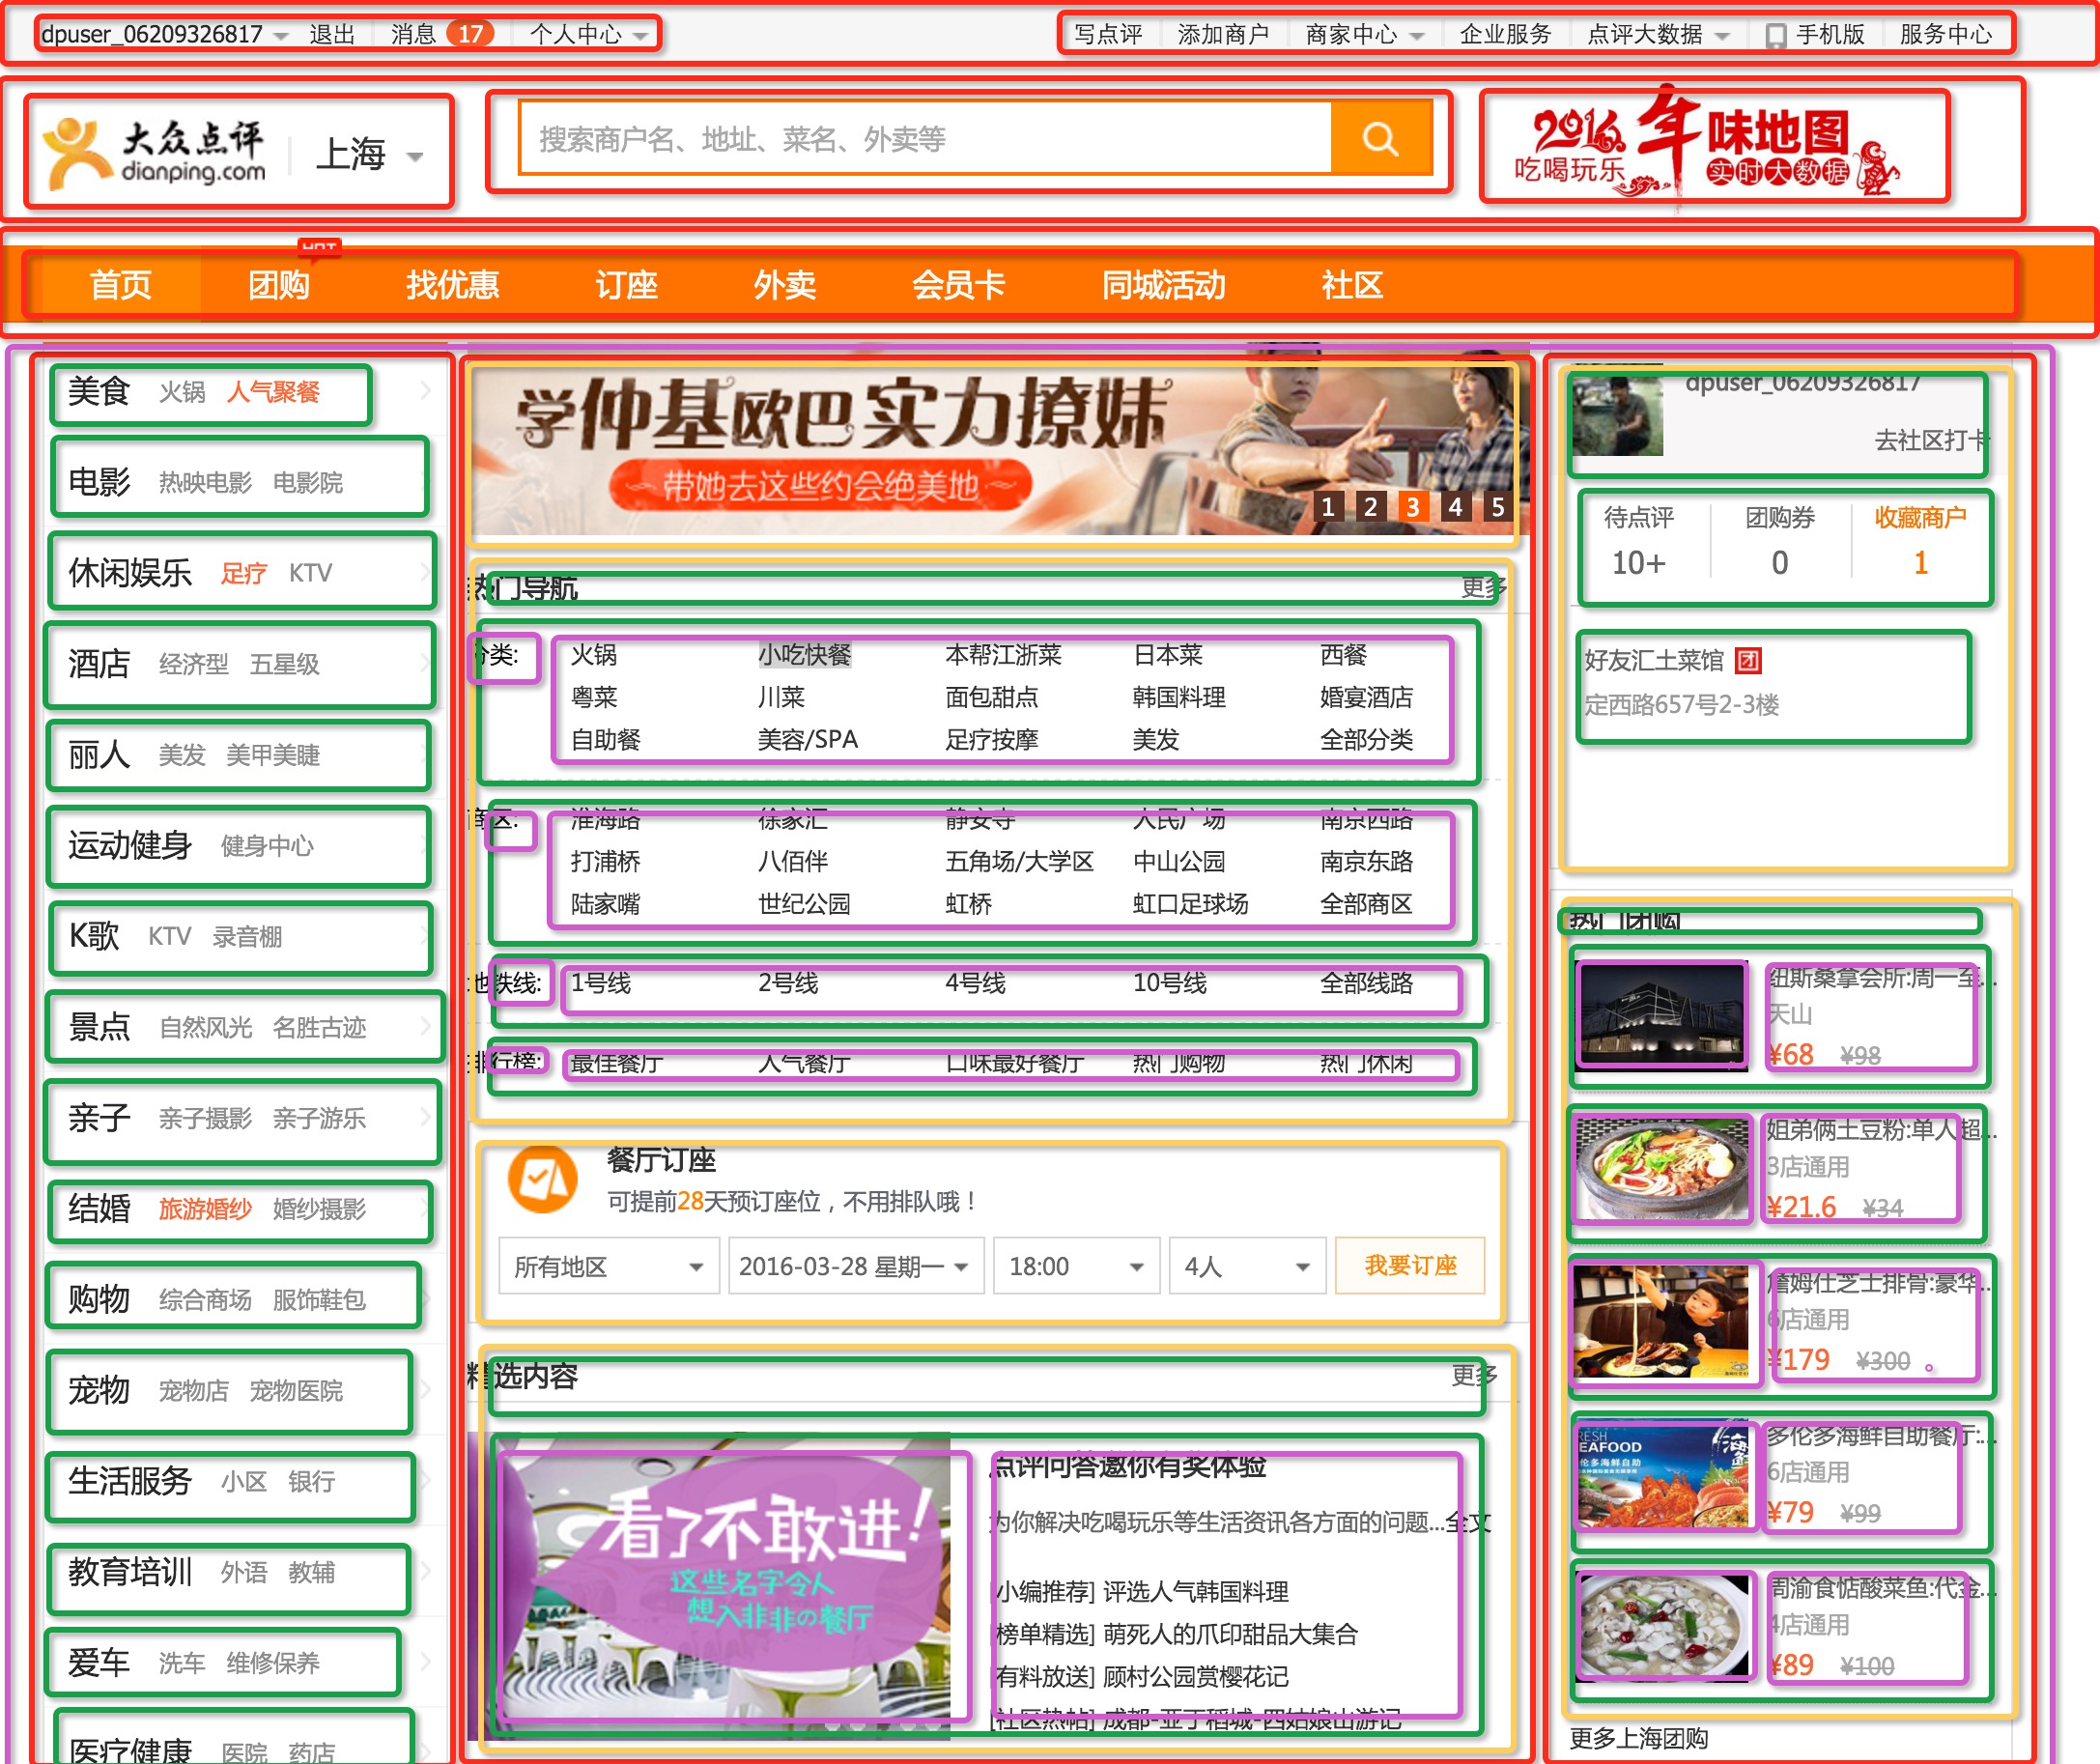 dpuser_06209326817 退出 消息 17 个人中心 写点评 添加商户 商家中心 企业服务 点评大数据 手机版 服务中心
大众点评
dianping.com
上海
搜索商户名、地址、菜名、外卖等
2016年味地图
吃喝玩乐 实时大数据
HOT
首页 团购 找优惠 订座 外卖 会员卡 同城活动 社区
美食 火锅 人气聚餐
电影 热映电影 电影院
休闲娱乐 足疗 KTV
酒店 经济型 五星级
丽人 美发 美甲美睫
运动健身 健身中心
K歌 KTV 录音棚
景点 自然风光 名胜古迹
亲子 亲子摄影 亲子游乐
结婚 旅游婚纱 婚纱摄影
购物 综合商场 服饰鞋包
宠物 宠物店 宠物医院
生活服务 小区 银行
教育培训 外语 教辅
爱车 洗车 维修保养
医疗健康 医院 药店
学仲基欧巴实力撩妹
带她去这些约会绝美地
1 2 3 4 5
热门导航 更多
分类: 火锅 小吃快餐 本帮江浙菜 日本菜 西餐
粤菜 川菜 面包甜点 韩国料理 婚宴酒店
自助餐 美容/SPA 足疗按摩 美发 全部分类
商区: 淮海路 徐家汇 静安寺 人民广场 南京西路
打浦桥 八佰伴 五角场/大学区 中山公园 南京东路
陆家嘴 世纪公园 虹桥 虹口足球场 全部商区
地铁线: 1号线 2号线 4号线 10号线 全部线路
排行榜: 最佳餐厅 人气餐厅 口味最好餐厅 热门购物 热门休闲
餐厅订座
可提前28天预订座位，不用排队哦！
所有地区 2016-03-28 星期一 18:00 4人 我要订座
精选内容 更多
看了不敢进！
这些名字令人
想入非非の餐厅
点评问答邀你有奖体验
为你解决吃喝玩乐等生活资讯各方面的问题...全文
[小编推荐] 评选人气韩国料理
[榜单精选] 萌死人的爪印甜品大集合
[有料放送] 顾村公园赏樱花记
[社区热帖] 成都-亚丁稻城-四姑娘山游记
dpuser_06209326817
去社区打卡
待点评 团购券 收藏商户
10+ 0 1
好友汇土菜馆 团
定西路657号2-3楼
热门团购
纽斯桑拿会所:周一至...
天山
¥68 ¥98
姐弟俩土豆粉:单人超...
3店通用
¥21.6 ¥34
詹姆仕芝士排骨:豪华...
6店通用
¥179 ¥300 。
FRESH
SEAFOOD
多伦多海鲜自助餐厅:...
6店通用
¥79 ¥99
周渝食惦酸菜鱼:代金...
4店通用
¥89 ¥100
更多上海团购